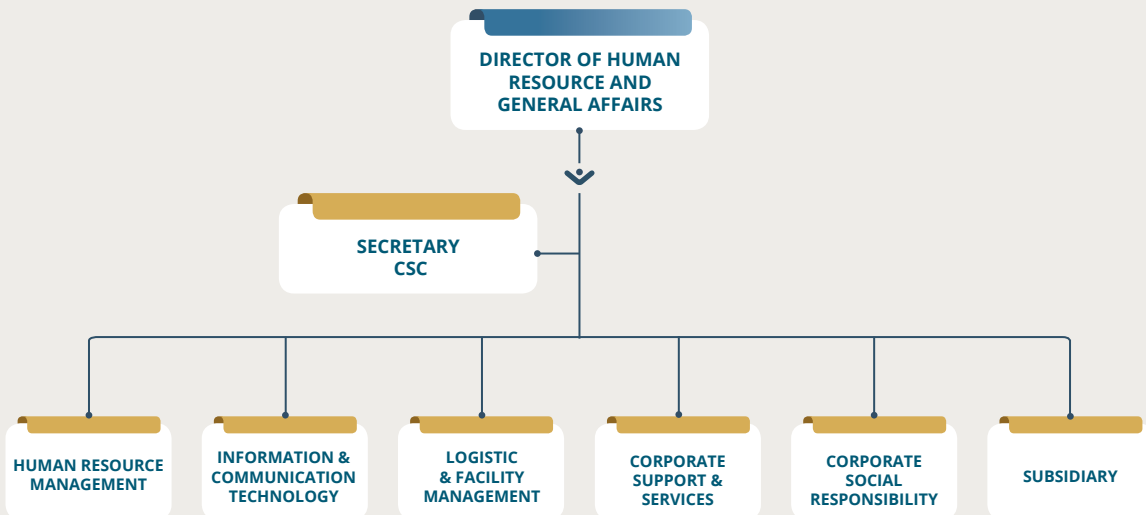 DIRECTOR OF HUMAN
RESOURCE AND
GENERAL AFFAIRS
SECRETARY
CSC
HUMAN RESOURCE
MANAGEMENT
INFORMATION &
COMMUNICATION
TECHNOLOGY
LOGISTIC
& FACILITY
MANAGEMENT
CORPORATE
SUPPORT &
SERVICES
CORPORATE
SOCIAL
RESPONSIBILITY
SUBSIDIARY